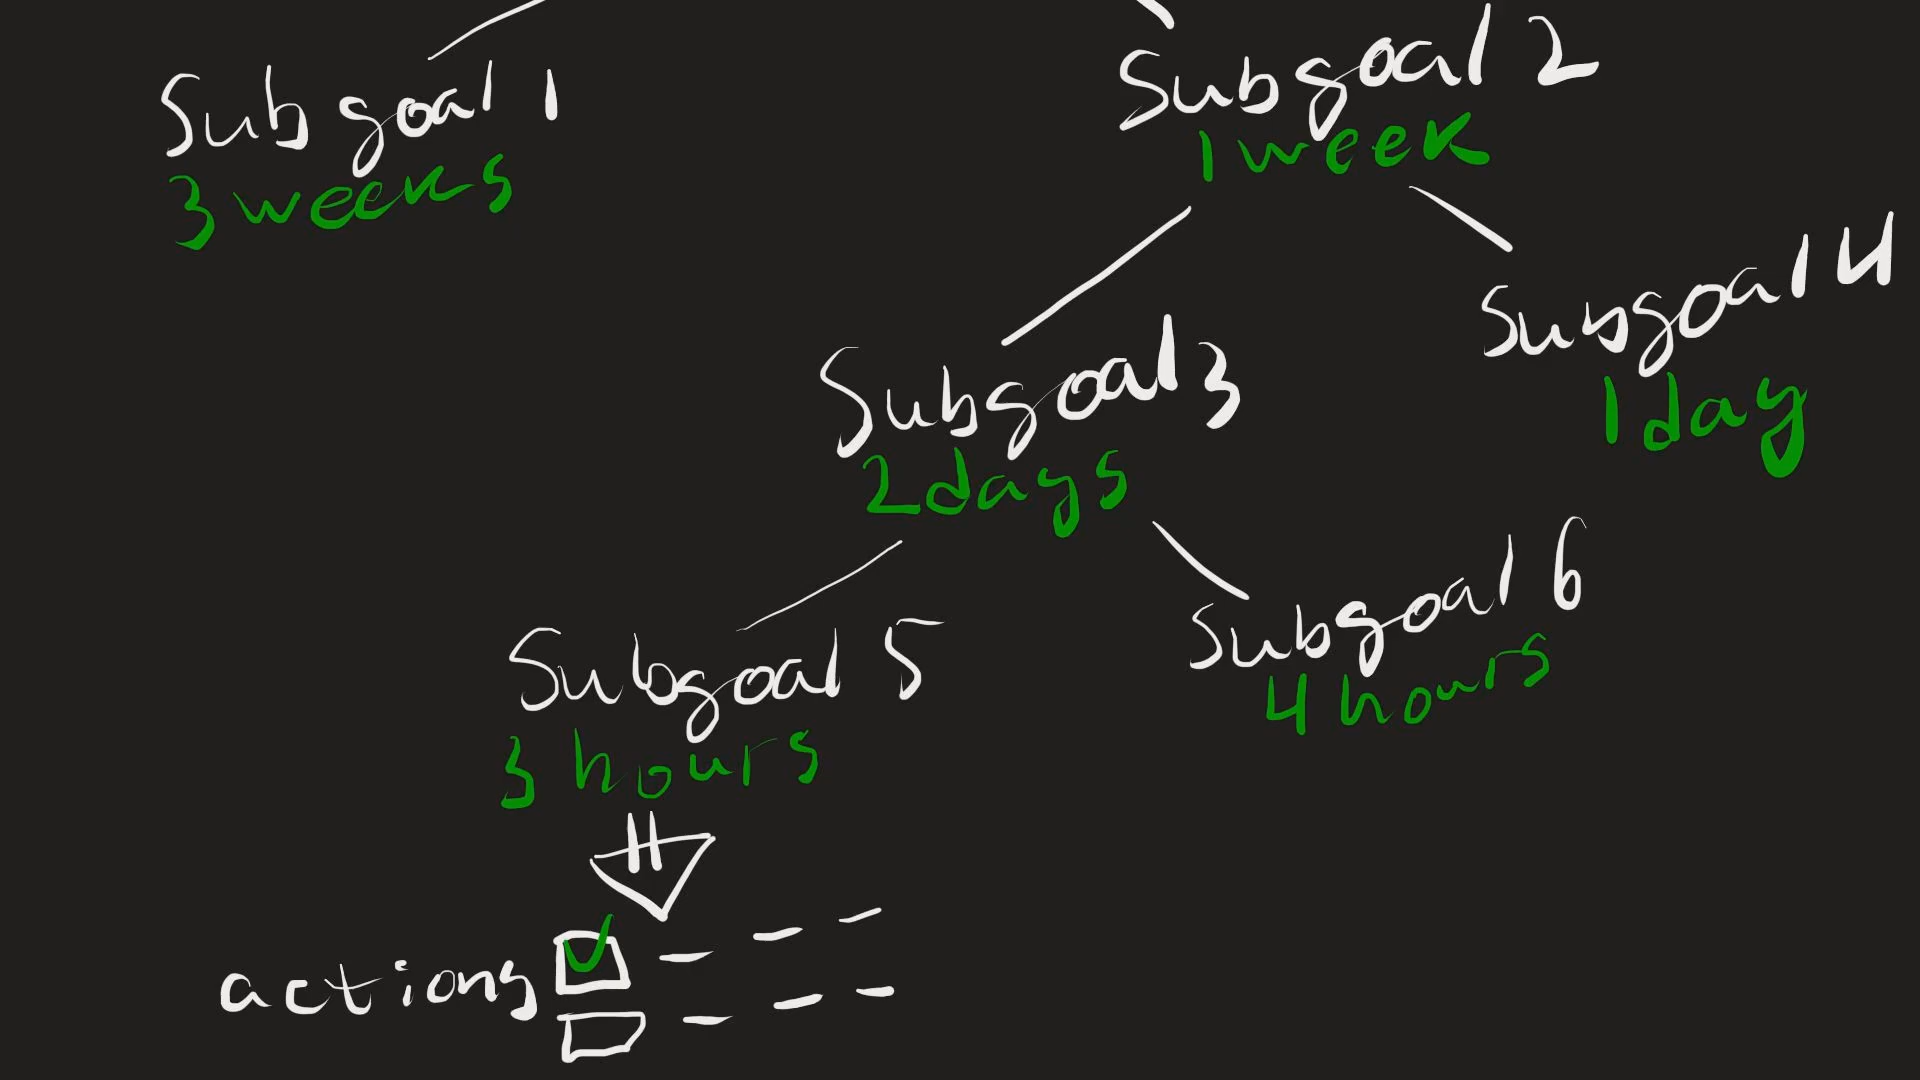 Subgoal 1
3 weeks
Subgoal 2
1 week
Subgoal 3
2 days
Subgoal 4
1 day
Subgoal 5
3 hours
Subgoal 6
4 hours
actions